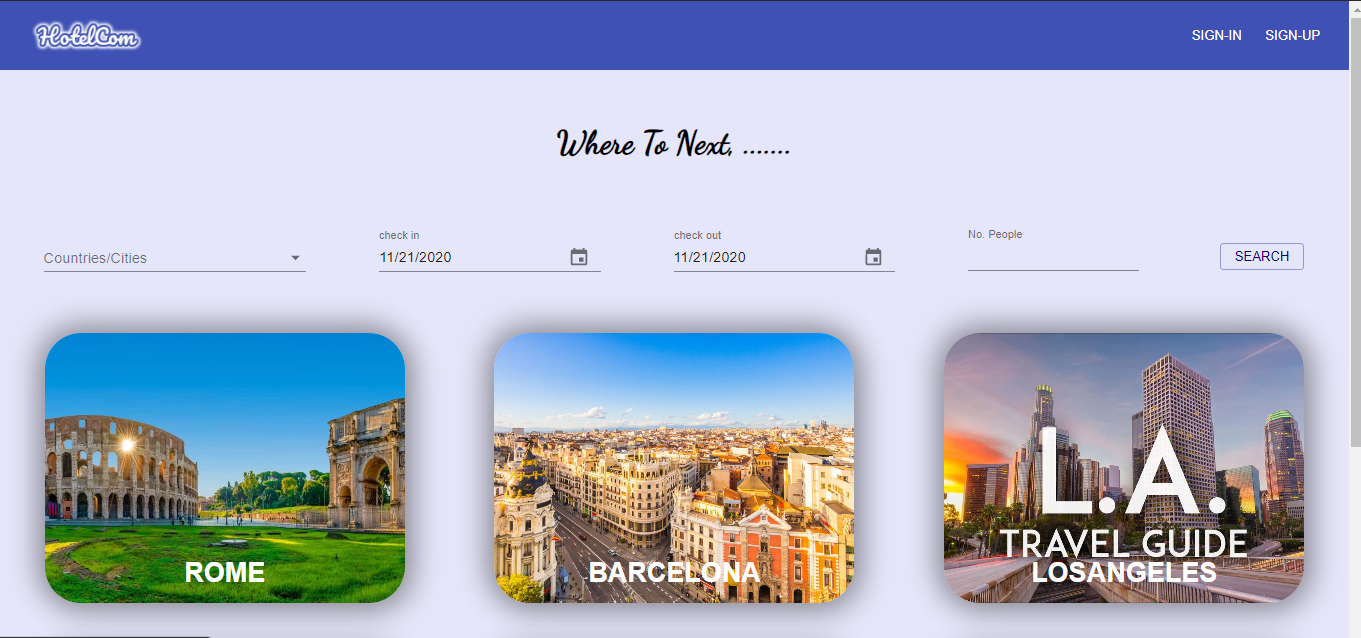 HotelCom
SIGN-IN SIGN-UP
Where To Next, .......
Countries/Cities
check in
11/21/2020
check out
11/21/2020
No. People
SEARCH
ROME
BARCELONA
L.A.
TRAVEL GUIDE
LOSANGELES